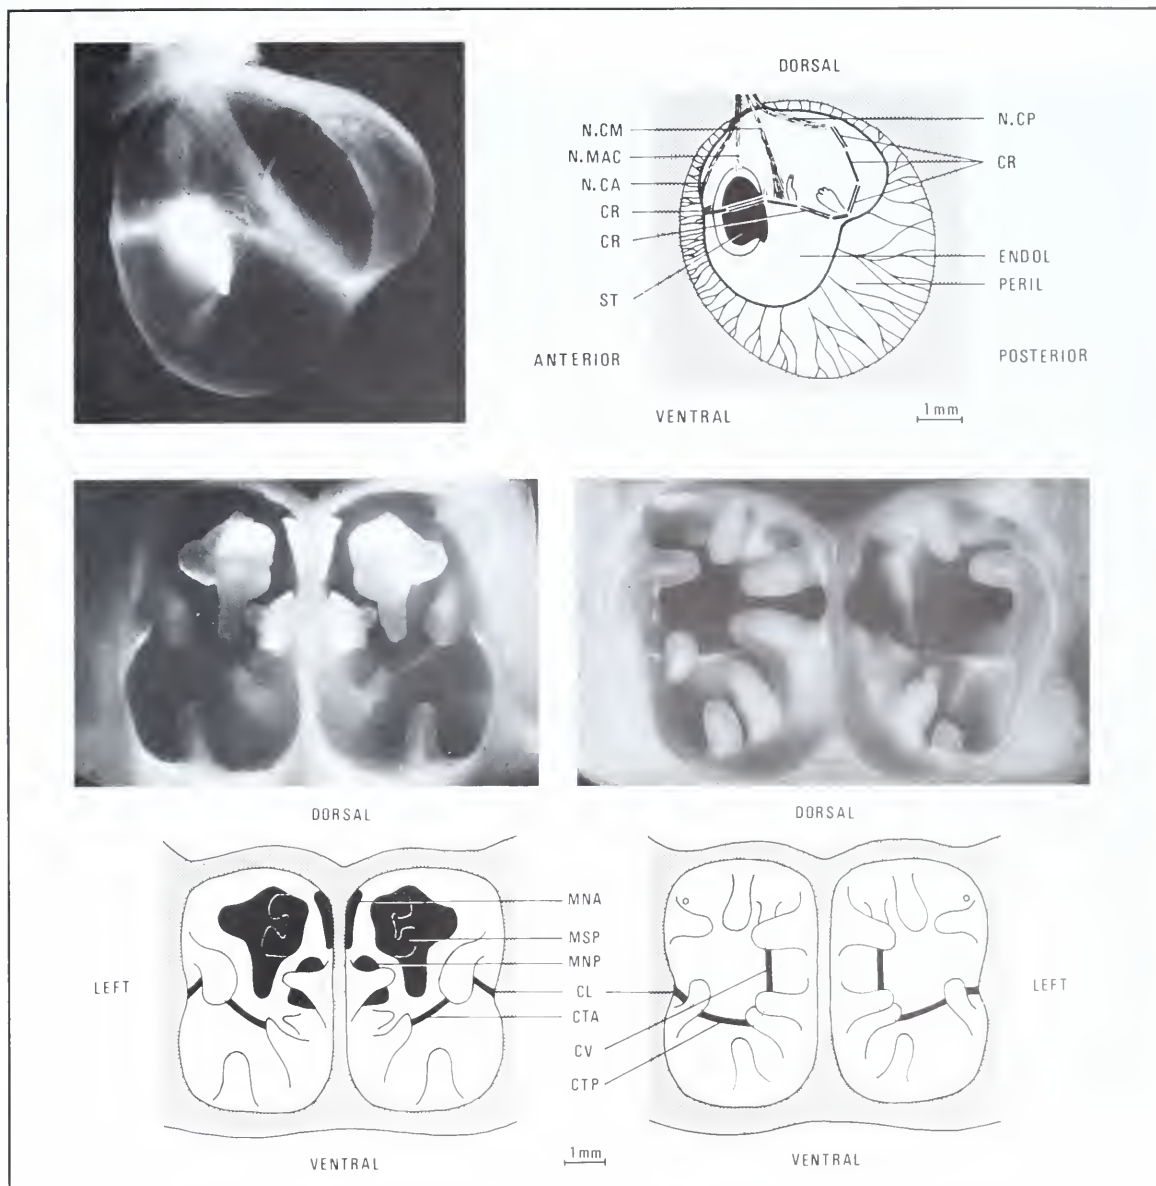 DORSAL
N.CM
N.MAC
N.CA
CR
CR
ST
N.CP
CR
ENDOL
PERIL
ANTERIOR
POSTERIOR
VENTRAL
1mm
DORSAL
DORSAL
MNA
MSP
MNP
CL
CTA
CV
CTP
LEFT
LEFT
VENTRAL
1mm
VENTRAL